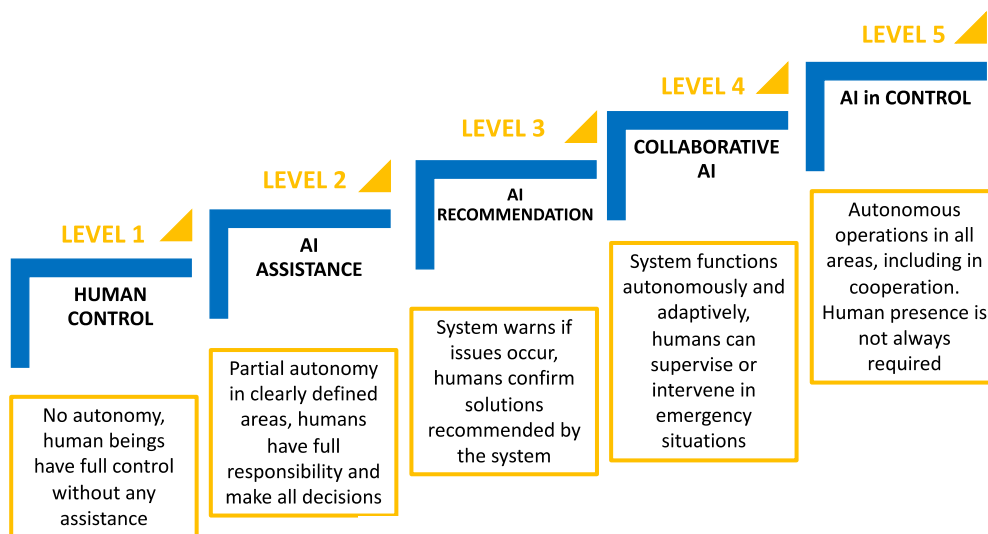 LEVEL 1
HUMAN
CONTROL
No autonomy,
human beings
have full control
without any
assistance
LEVEL 2
AI
ASSISTANCE
Partial autonomy
in clearly defined
areas, humans
have full
responsibility and
make all decisions
LEVEL 3
AI
RECOMMENDATION
System warns if
issues occur,
humans confirm
solutions
recommended by
the system
LEVEL 4
COLLABORATIVE
AI
System functions
autonomously and
adaptively,
humans can
supervise or
intervene in
emergency
situations
LEVEL 5
AI in CONTROL
Autonomous
operations in all
areas, including in
cooperation.
Human presence is
not always
required